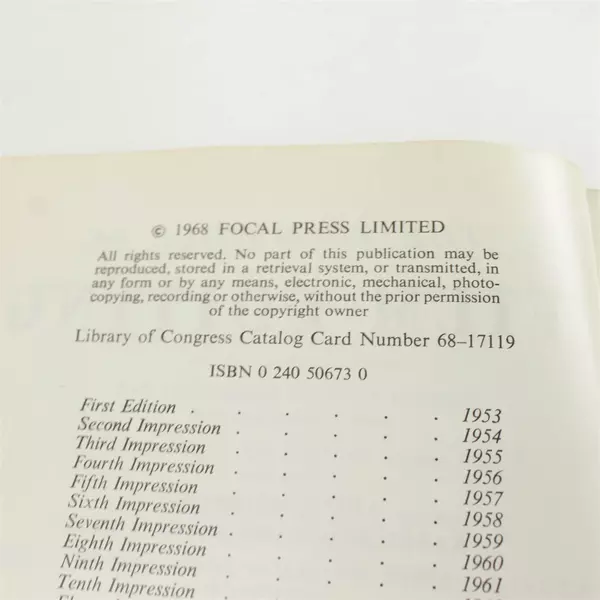 © 1968 FOCAL PRESS LIMITED
All rights reserved. No part of this publication may be
reproduced, stored in a retrieval system, or transmitted, in
any form or by any means, electronic, mechanical, photo-
copying, recording or otherwise, without the prior permission
of the copyright owner
Library of Congress Catalog Card Number 68–17119
ISBN 0 240 50673 0
First Edition . . . . . . 1953
Second Impression . . . . . 1954
Third Impression . . . . . 1955
Fourth Impression . . . . . 1956
Fifth Impression . . . . . 1957
Sixth Impression . . . . . 1958
Seventh Impression . . . . . 1959
Eighth Impression . . . . . 1960
Ninth Impression . . . . . 1961
Tenth Impression